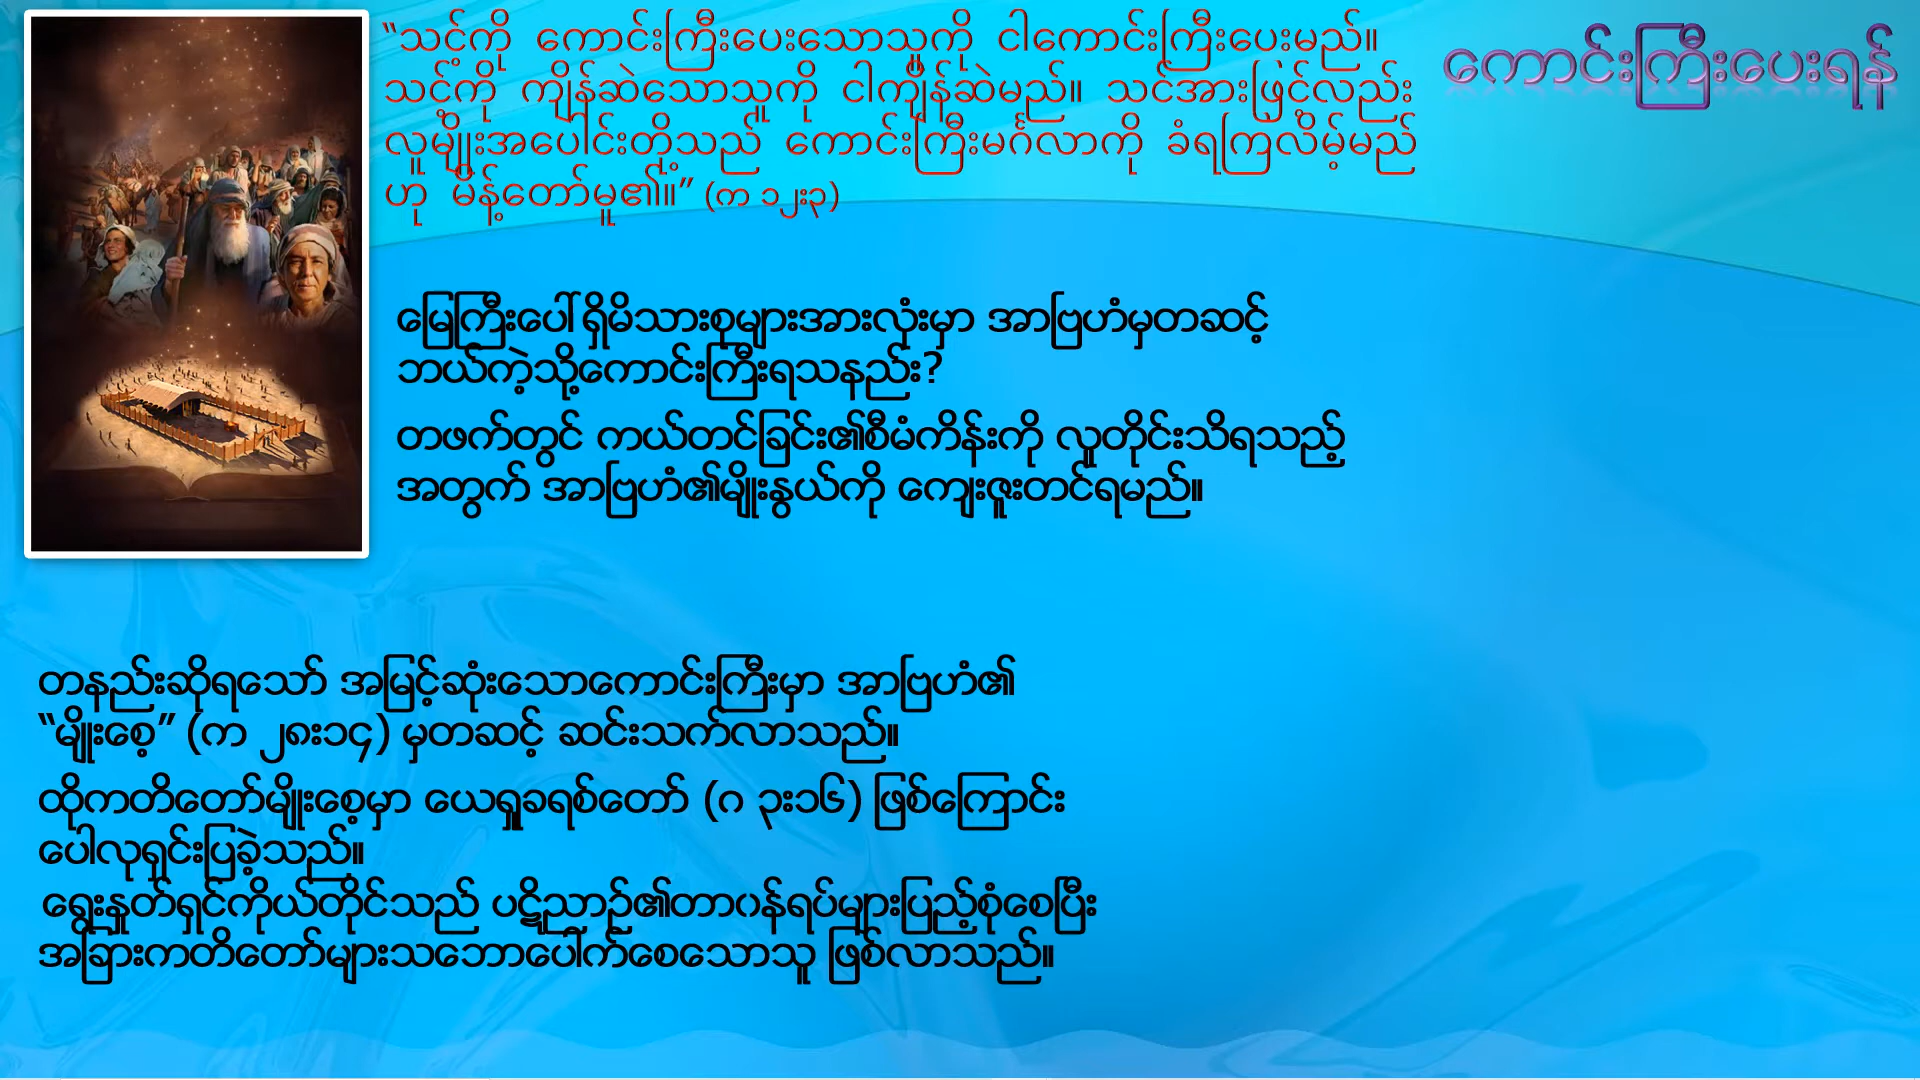 ကောင်းကြီးပေးရန်
“သင့်ကို ကောင်းကြီးပေးသောသူကို ငါကောင်းကြီးပေးမည်။
သင့်ကို ကျိန်ဆဲသောသူကို ငါကျိန်ဆဲမည်။ သင်အားဖြင့်လည်း
လူမျိုးအပေါင်းတို့သည် ကောင်းကြီးမင်္ဂလာကို ခံရကြလိမ့်မည်
ဟု မိန့်တော်မူ၏။” (က ၁၂း၃)
မြေကြီးပေါ်ရှိမိသားစုများအားလုံးမှာ အာဗြဟံမှတဆင့်
ဘယ်ကဲ့သို့ကောင်းကြီးရသနည်း?
တဖက်တွင် ကယ်တင်ခြင်း၏စီမံကိန်းကို လူတိုင်းသိရသည့်
အတွက် အာဗြဟံ၏မျိုးနွယ်ကို ကျေးဇူးတင်ရမည်။
တနည်းဆိုရသော် အမြင့်ဆုံးသောကောင်းကြီးမှာ အာဗြဟံ၏
“မျိုးစေ့” (က ၂၈း၁၄) မှတဆင့် ဆင်းသက်လာသည်။
ထိုကတိတော်မျိုးစေ့မှာ ယေရှုခရစ်တော် (ဂ ၃း၁၆) ဖြစ်ကြောင်း
ပေါလုရှင်းပြခဲ့သည်။
ရွေးနှုတ်ရှင်ကိုယ်တိုင်သည် ပဋိညာဉ်၏တာဝန်ရပ်များပြည့်စုံစေပြီး
အခြားကတိတော်များသဘောပေါက်စေသောသူ ဖြစ်လာသည်။